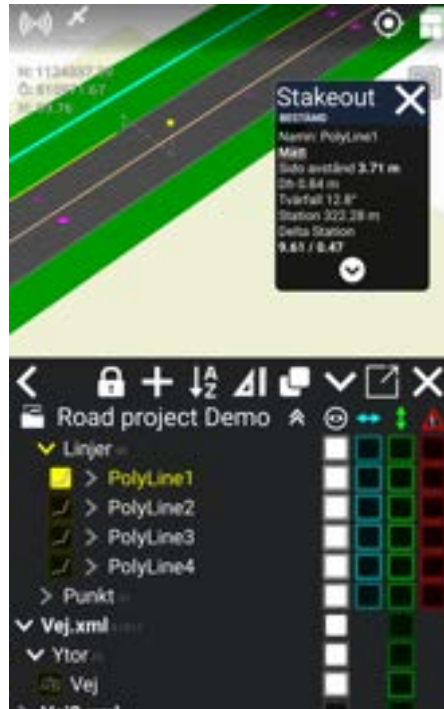 Stakeout
BESTÄMD
Namn: PolyLine1
Mätt
Sido avstånd 3.71 m
Dh 0.84 m
Tvärfall 12.8°
Station 322.28 m
Delta Station
9.61 / 0.47
Road project Demo
Linjer
PolyLine1
PolyLine2
PolyLine3
PolyLine4
Punkt
Vej.xml
Ytor
Vej